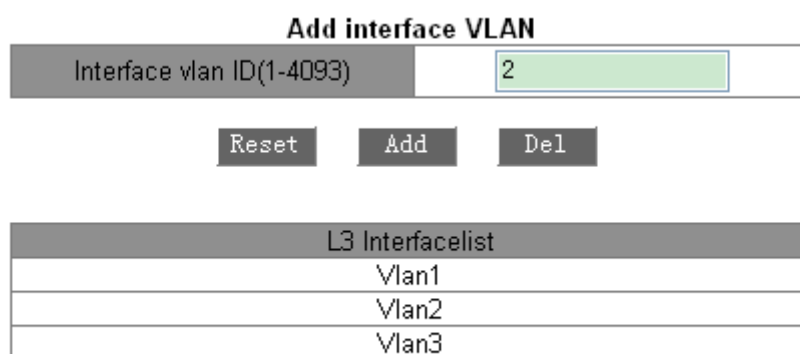 Add interface VLAN
Interface vlan ID(1-4093) 2
Reset Add Del
L3 Interfacelist
Vlan1
Vlan2
Vlan3